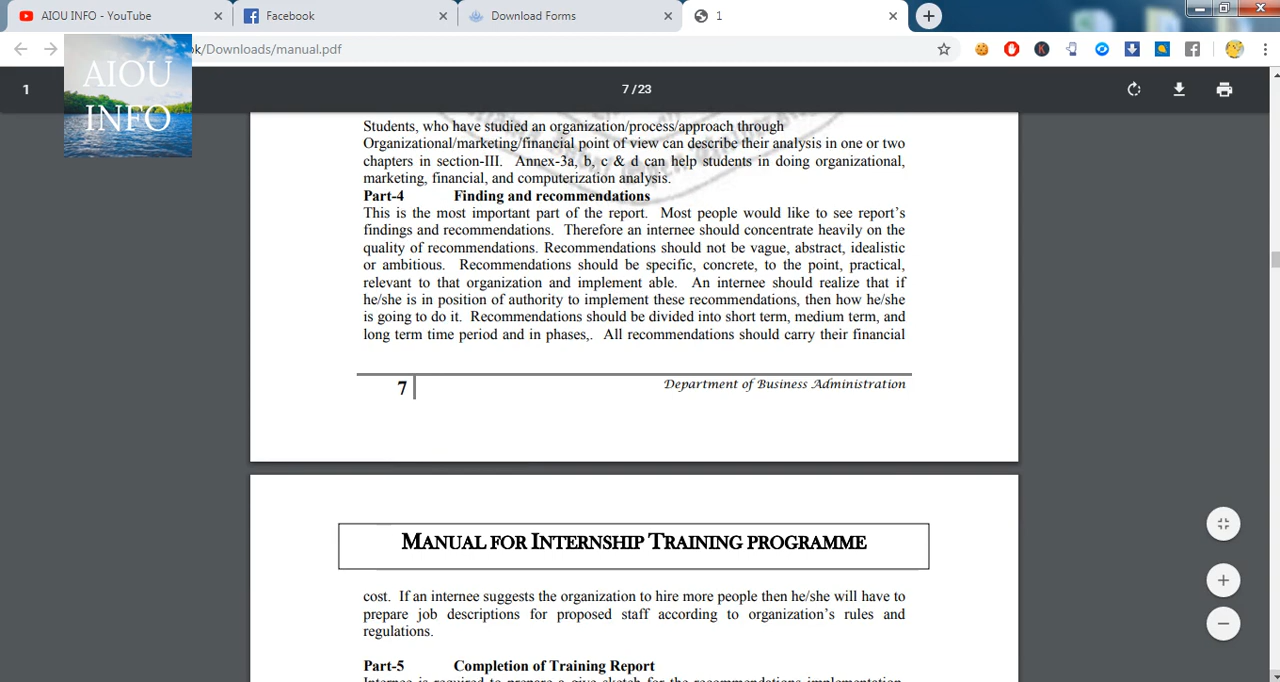 AIOU INFO - YouTube
Facebook
Download Forms
1
k/Downloads/manual.pdf
AIOU
INFO
1
7 / 23
Students, who have studied an organization/process/approach through
Organizational/marketing/financial point of view can describe their analysis in one or two
chapters in section-III. Annex-3a, b, c & d can help students in doing organizational,
marketing, financial, and computerization analysis.
Part-4 Finding and recommendations
This is the most important part of the report. Most people would like to see report's
findings and recommendations. Therefore an internee should concentrate heavily on the
quality of recommendations. Recommendations should not be vague, abstract, idealistic
or ambitious. Recommendations should be specific, concrete, to the point, practical,
relevant to that organization and implement able. An internee should realize that if
he/she is in position of authority to implement these recommendations, then how he/she
is going to do it. Recommendations should be divided into short term, medium term, and
long term time period and in phases,. All recommendations should carry their financial
7
Department of Business Administration
MANUAL FOR INTERNSHIP TRAINING PROGRAMME
cost. If an internee suggests the organization to hire more people then he/she will have to
prepare job descriptions for proposed staff according to organization's rules and
regulations.
Part-5 Completion of Training Report
Internee is required to prepare a give sketch for the recommendations implementation.